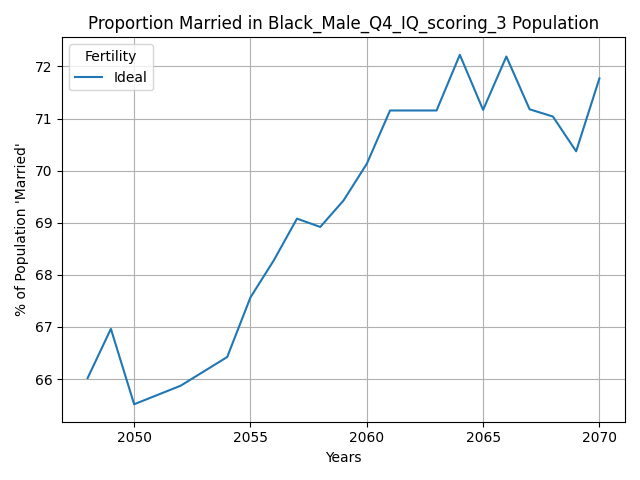 Proportion Married in Black_Male_Q4_IQ_scoring_3 Population
Fertility
Ideal
% of Population 'Married'
72
71
70
69
68
67
66
2050 2055 2060 2065 2070
Years